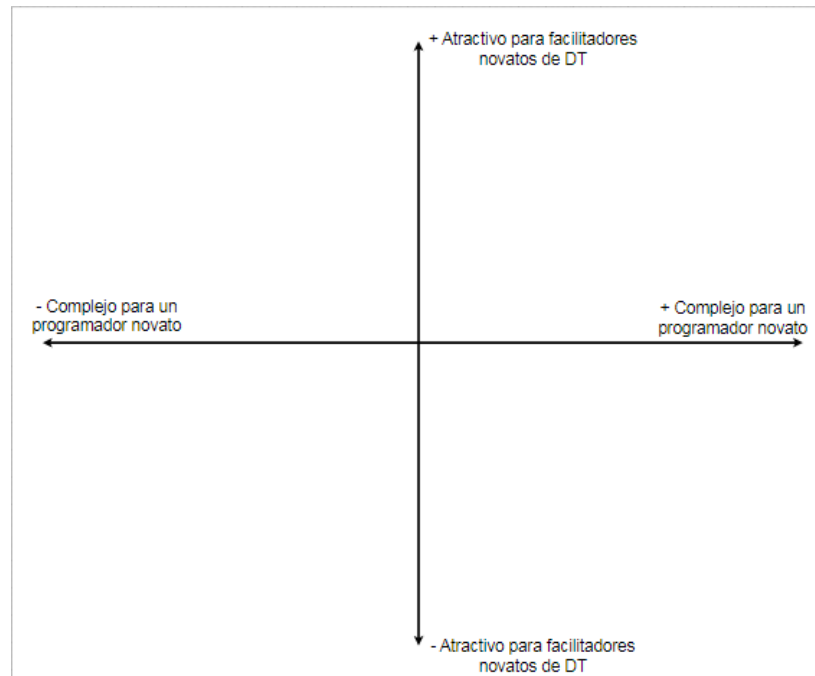 + Atractivo para facilitadores
novatos de DT
- Complejo para un
programador novato
+ Complejo para un
programador novato
- Atractivo para facilitadores
novatos de DT